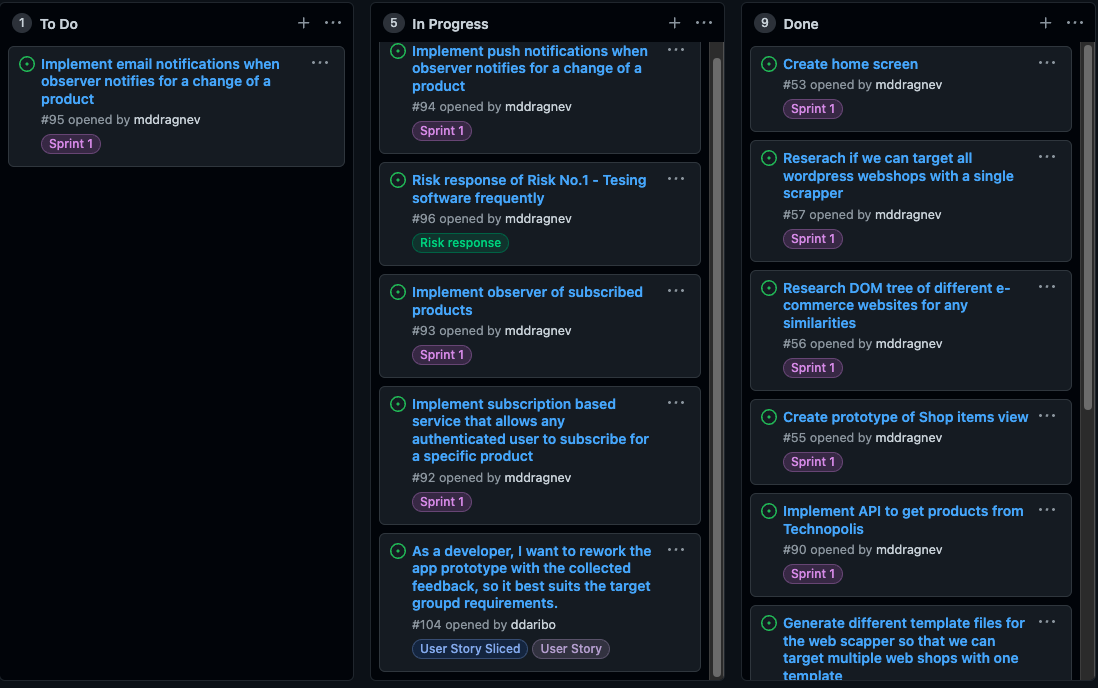 1 To Do
Implement email notifications when
observer notifies for a change of a
product
#95 opened by mddragnev
Sprint 1
5 In Progress
Implement push notifications when
observer notifies for a change of a
product
#94 opened by mddragnev
Sprint 1
Risk response of Risk No.1 - Tesing
software frequently
#96 opened by mddragnev
Risk response
Implement observer of subscribed
products
#93 opened by mddragnev
Sprint 1
Implement subscription based
service that allows any
authenticated user to subscribe for
a specific product
#92 opened by mddragnev
Sprint 1
As a developer, I want to rework the
app prototype with the collected
feedback, so it best suits the target
groupd requirements.
#104 opened by ddaribo
User Story Sliced User Story
9 Done
Create home screen
#53 opened by mddragnev
Sprint 1
Reserach if we can target all
wordpress webshops with a single
scrapper
#57 opened by mddragnev
Sprint 1
Research DOM tree of different e-
commerce websites for any
similarities
#56 opened by mddragnev
Sprint 1
Create prototype of Shop items view
#55 opened by mddragnev
Sprint 1
Implement API to get products from
Technopolis
#90 opened by mddragnev
Sprint 1
Generate different template files for
the web scapper so that we can
target multiple web shops with one
template